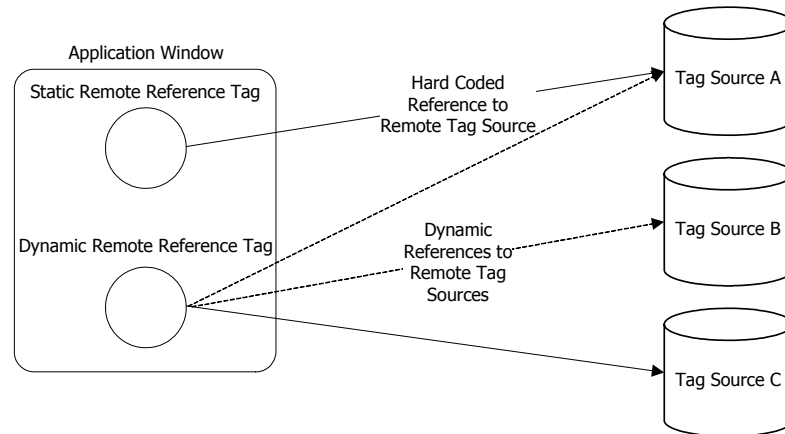 Application Window
Static Remote Reference Tag
Hard Coded
Reference to
Remote Tag Source
Tag Source A
Dynamic Remote Reference Tag
Dynamic
References to
Remote Tag
Sources
Tag Source B
Tag Source C